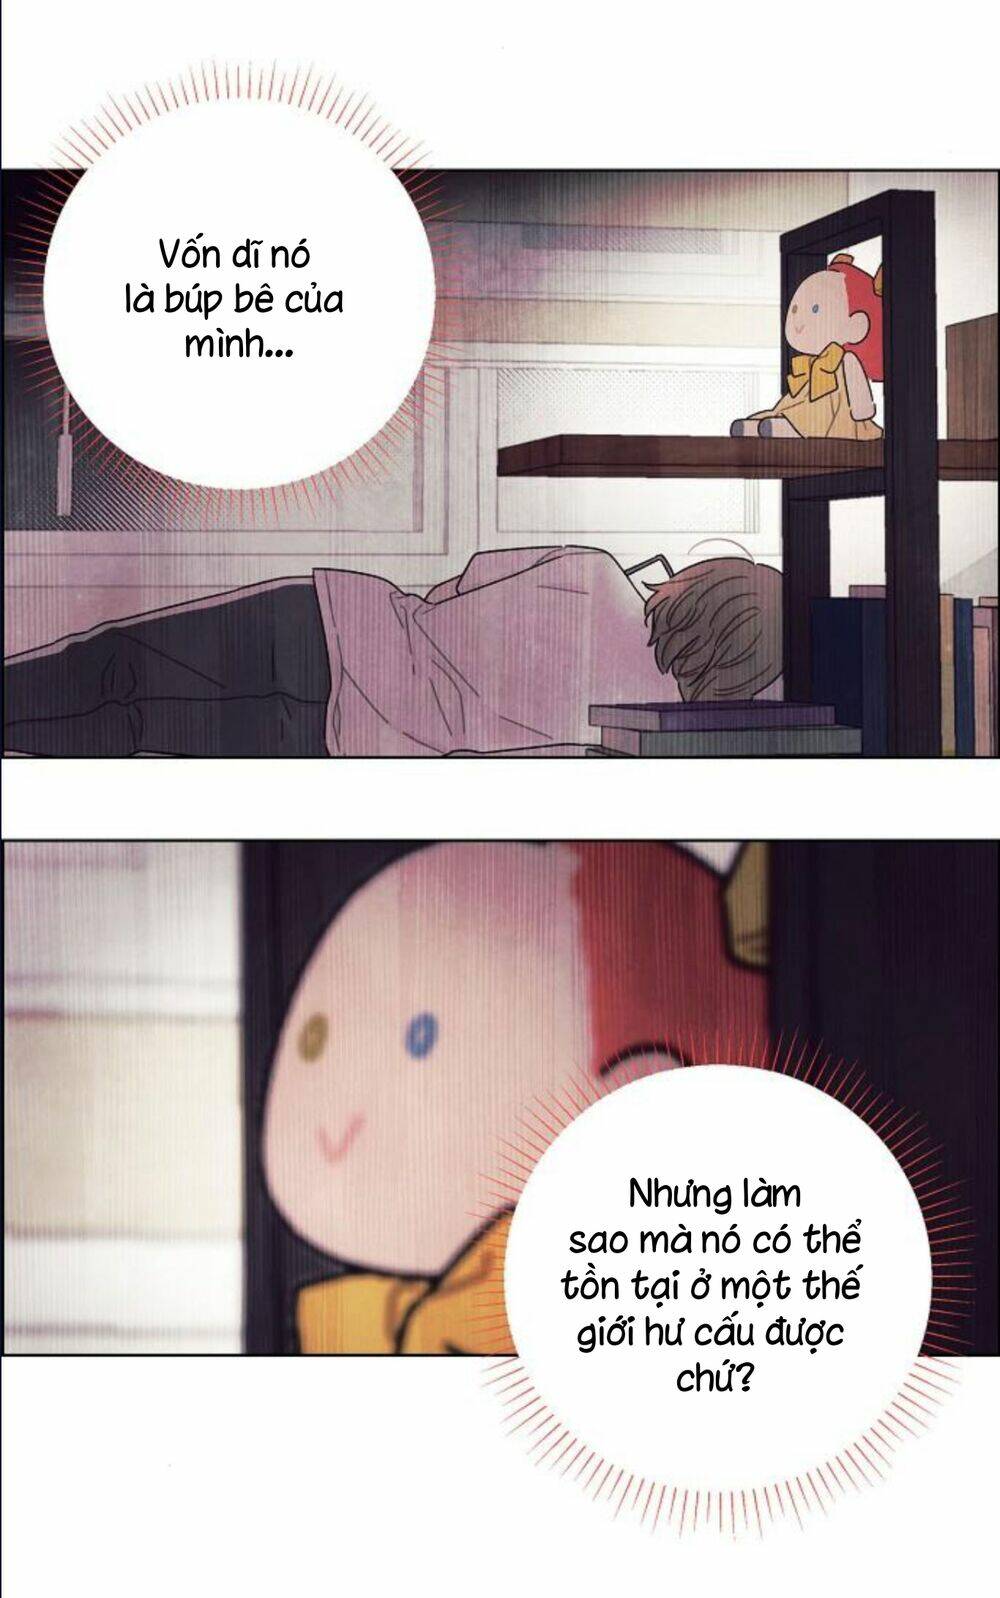 Vốn dĩ nó
là búp bê của
mình...
Nhưng làm
sao mà nó có thể
tồn tại ở một thế
giới hư cấu được
chứ?